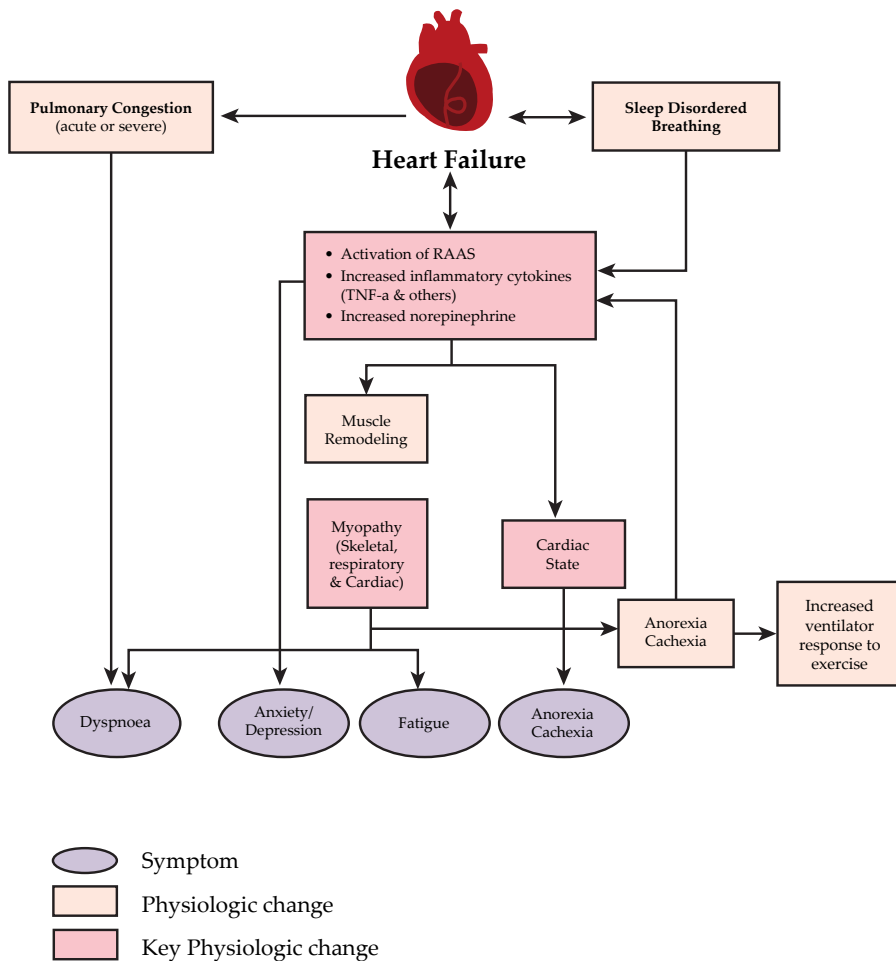 Pulmonary Congestion
(acute or severe)
Heart Failure
Sleep Disordered
Breathing
• Activation of RAAS
• Increased inflammatory cytokines
(TNF-a & others)
• Increased norepinephrine
Muscle
Remodeling
Myopathy
(Skeletal,
respiratory
& Cardiac)
Cardiac
State
Anorexia
Cachexia
Increased
ventilator
response to
exercise
Dyspnoea
Anxiety/
Depression
Fatigue
Anorexia
Cachexia
Symptom
Physiologic change
Key Physiologic change